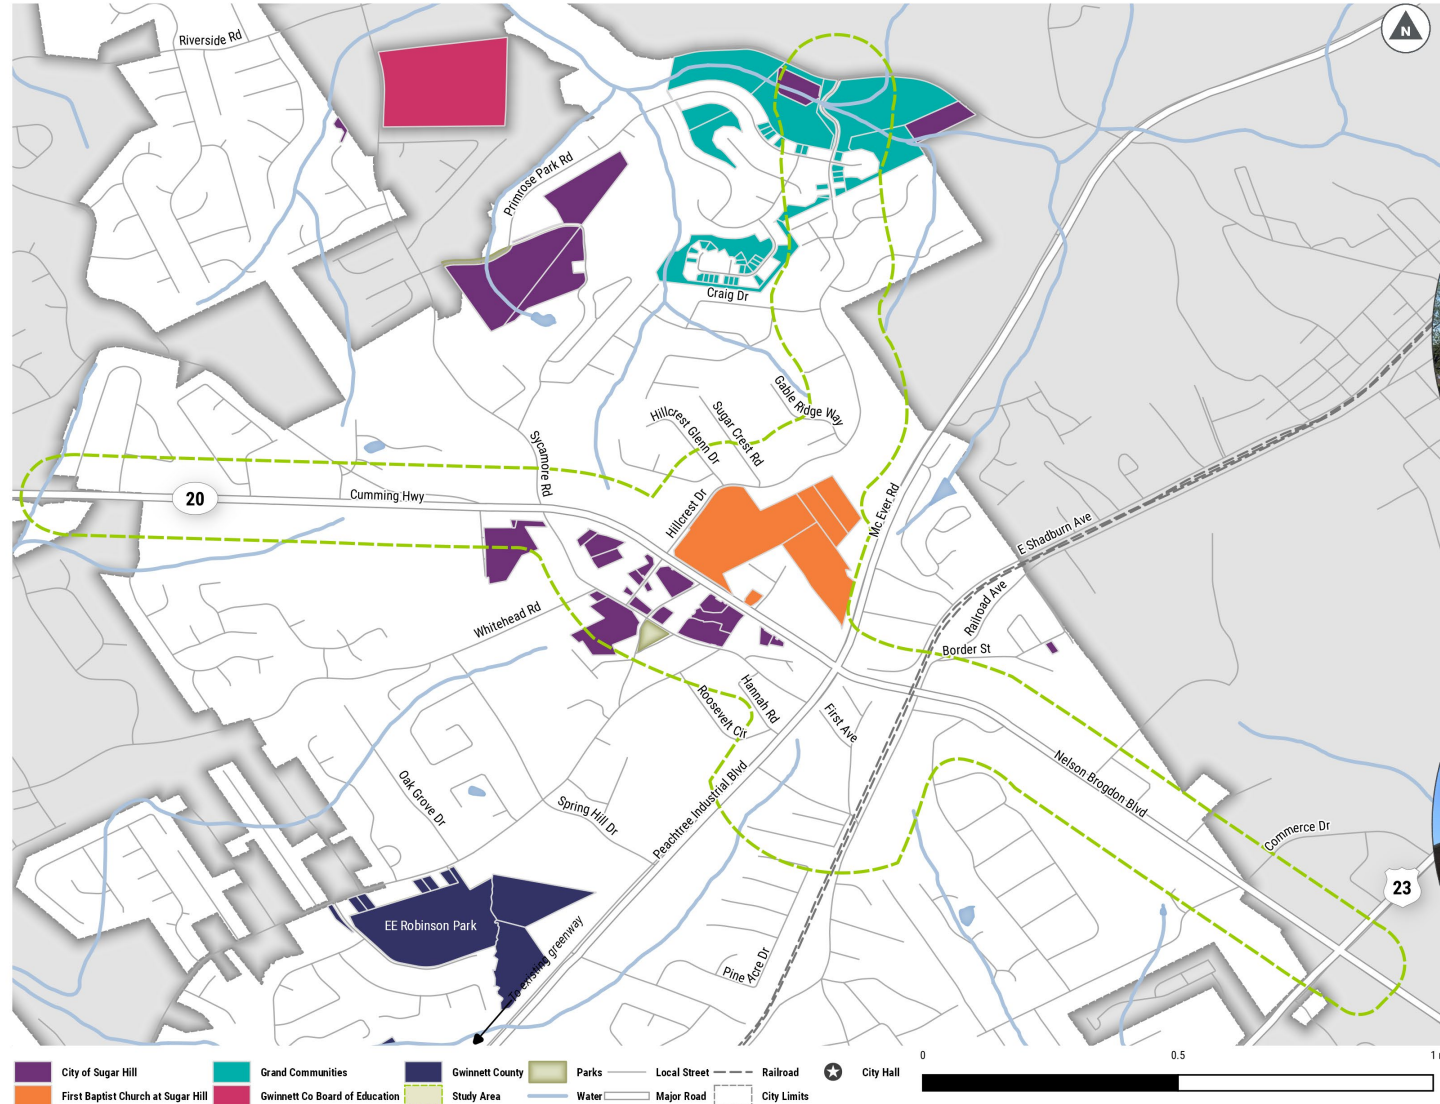 N
Riverside Rd
Primrose Park Rd
Craig Dr
Gable Ridge Way
Sugar Crest Rd
Hillcrest Glenn Dr
Sycamore Rd
20
Cumming Hwy
Hillcrest Dr
Mc Ever Rd
E Shadburn Ave
Railroad Ave
Whitehead Rd
Border St
Hannah Rd
Roosevelt Cir
First Ave
Nelson Brogdon Blvd
Oak Grove Dr
Spring Hill Dr
Peachtree Industrial Blvd
Commerce Dr
23
EE Robinson Park
To existing greenway
Pine Acre Dr
0 0.5 1
City of Sugar Hill
Grand Communities
Gwinnett County
Parks
Local Street
Railroad
City Hall
First Baptist Church at Sugar Hill
Gwinnett Co Board of Education
Study Area
Water
Major Road
City Limits